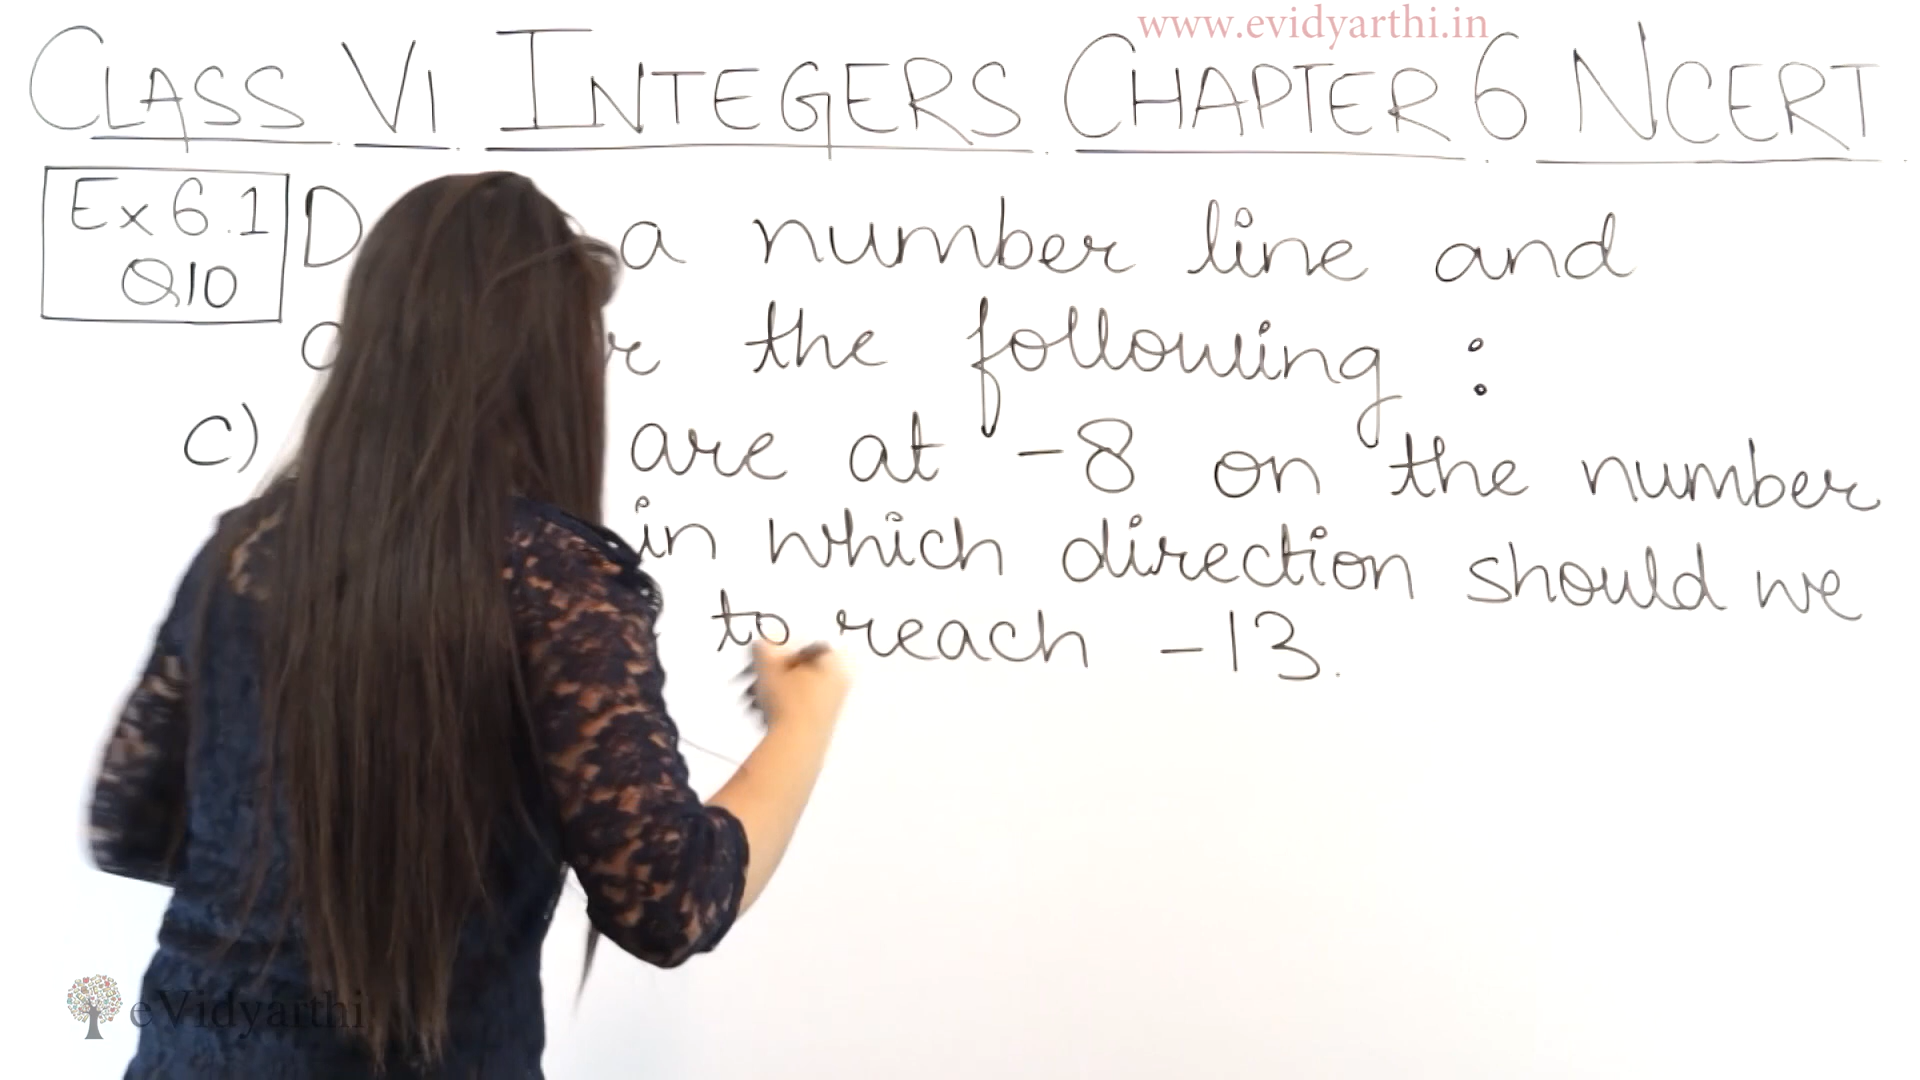 www.evidyarthi.in
CLASS VI INTEGERS CHAPTER 6 NCERT
Ex 6.1
Q10
a number line and
the following :
c) are at -8 on the number
in which direction should we
to reach -13.
eVidyarthi